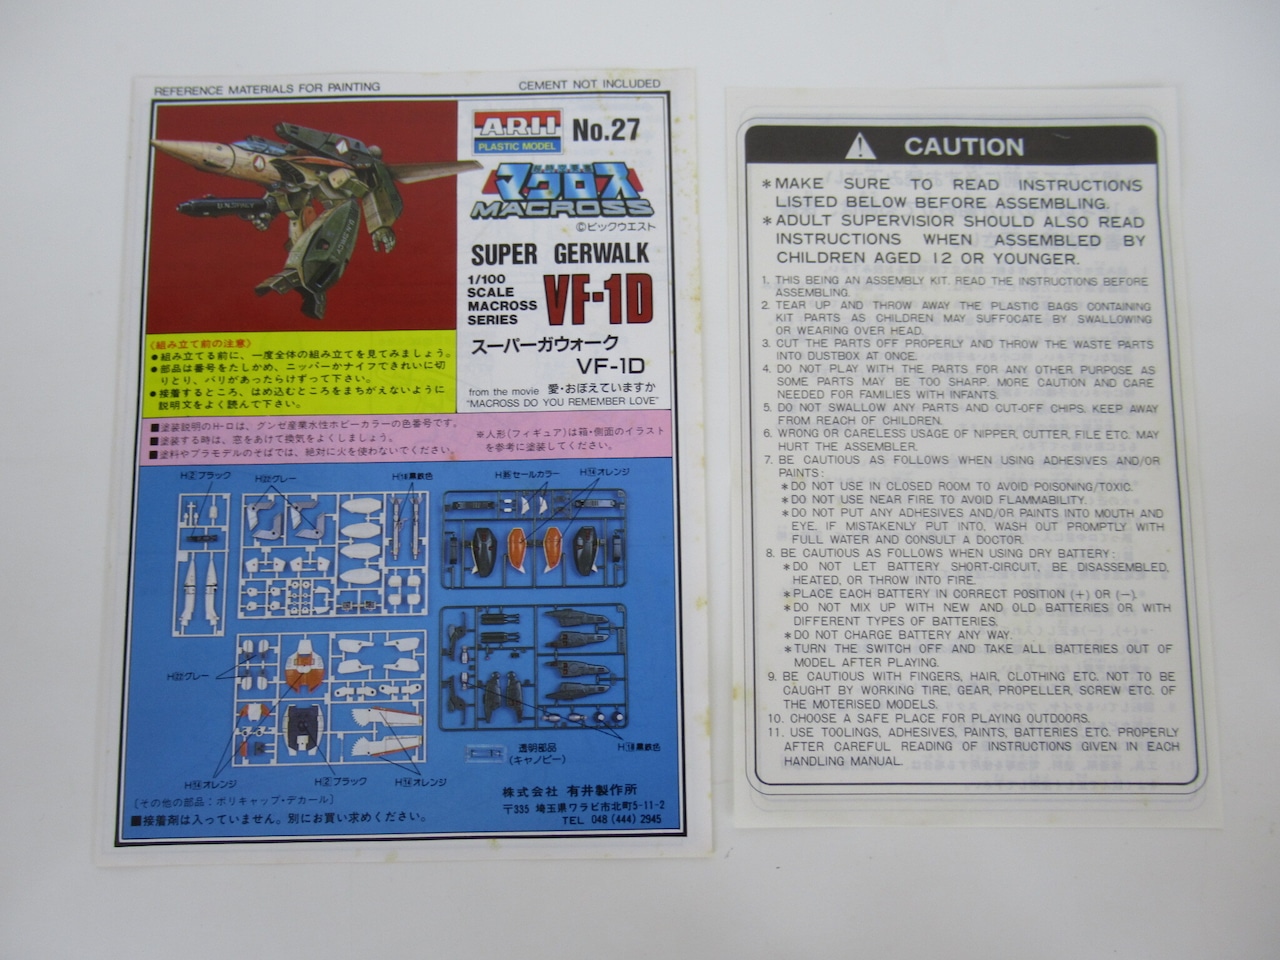 REFERENCE MATERIALS FOR PAINTING
CEMENT NOT INCLUDED
ARII
PLASTIC MODEL
No.27
マクロス
MACROSS
©ビックウエスト
SUPER GERWALK
1/100
SCALE
MACROSS
SERIES
VF-1D
スーパーガウォーク
VF-1D
from the movie 愛・おぼえていますか
"MACROSS DO YOU REMEMBER LOVE"
《組み立て前の注意》
●組み立てる前に、一度全体の組み立てを見てみましょう。
●部品は番号をたしかめ、ニッパーかナイフできれいに切
りとり、バリがあったらけずって下さい。
●接着するところ、はめ込むところをまちがえないように
説明文をよく読んで下さい。
■塗装説明のH-ロは、グンゼ産業水性ホビーカラーの色番号です。
■塗装する時は、窓をあけて換気をよくしましょう。
■塗料やプラモデルのそばでは、絶対に火を使わないでください。
※人形(フィギュア)は箱・側面のイラスト
を参考に塗装してください。
H②ブラック
H㉒グレー
H⑱黒鉄色
セールカラー
H⑭オレンジ
H㉒グレー
H⑱黒鉄色
透明部品
(キャノピー)
H⑭オレンジ
H②ブラック
H⑭オレンジ
〔その他の部品：ポリキャップ・デカール〕
■接着剤は入っていません。別にお買い求めください。
株式会社 有井製作所
〒335 埼玉県ワラビ市北町5-11-2
TEL 048 (444) 2945
CAUTION
*MAKE SURE TO READ INSTRUCTIONS
LISTED BELOW BEFORE ASSEMBLING.
*ADULT SUPERVISIOR SHOULD ALSO READ
INSTRUCTIONS WHEN ASSEMBLED BY
CHILDREN AGED 12 OR YOUNGER.
1. THIS BEING AN ASSEMBLY KIT. READ THE INSTRUCTIONS BEFORE
ASSEMBLING.
2. TEAR UP AND THROW AWAY THE PLASTIC BAGS CONTAINING
KIT PARTS AS CHILDREN MAY SUFFOCATE BY SWALLOWING
OR WEARING OVER HEAD.
3. CUT THE PARTS OFF PROPERLY AND THROW THE WASTE PARTS
INTO DUSTBOX AT ONCE.
4. DO NOT PLAY WITH THE PARTS FOR ANY OTHER PURPOSE AS
SOME PARTS MAY BE TOO SHARP. MORE CAUTION AND CARE
NEEDED FOR FAMILIES WITH INFANTS.
5. DO NOT SWALLOW ANY PARTS AND CUT-OFF CHIPS. KEEP AWAY
FROM REACH OF CHILDREN.
6. WRONG OR CARELESS USAGE OF NIPPER, CUTTER, FILE ETC. MAY
HURT THE ASSEMBLER.
7. BE CAUTIOUS AS FOLLOWS WHEN USING ADHESIVES AND/OR
PAINTS:
*DO NOT USE IN CLOSED ROOM TO AVOID POISONING/TOXIC.
*DO NOT USE NEAR FIRE TO AVOID FLAMMABILITY.
*DO NOT PUT ANY ADHESIVES AND/OR PAINTS INTO MOUTH AND
EYE. IF MISTAKENLY PUT INTO, WASH OUT PROMPTLY WITH
FULL WATER AND CONSULT A DOCTOR.
8. BE CAUTIOUS AS FOLLOWS WHEN USING DRY BATTERY:
*DO NOT LET BATTERY SHORT-CIRCUIT, BE DISASSEMBLED,
HEATED, OR THROW INTO FIRE.
*PLACE EACH BATTERY IN CORRECT POSITION (+) OR (−).
*DO NOT MIX UP WITH NEW AND OLD BATTERIES OR WITH
DIFFERENT TYPES OF BATTERIES.
*DO NOT CHARGE BATTERY ANY WAY.
*TURN THE SWITCH OFF AND TAKE ALL BATTERIES OUT OF
MODEL AFTER PLAYING.
9. BE CAUTIOUS WITH FINGERS, HAIR, CLOTHING ETC. NOT TO BE
CAUGHT BY WORKING TIRE, GEAR, PROPELLER, SCREW ETC. OF
THE MOTERISED MODELS.
10. CHOOSE A SAFE PLACE FOR PLAYING OUTDOORS.
11. USE TOOLINGS, ADHESIVES, PAINTS, BATTERIES ETC. PROPERLY
AFTER CAREFUL READING OF INSTRUCTIONS GIVEN IN EACH
HANDLING MANUAL.